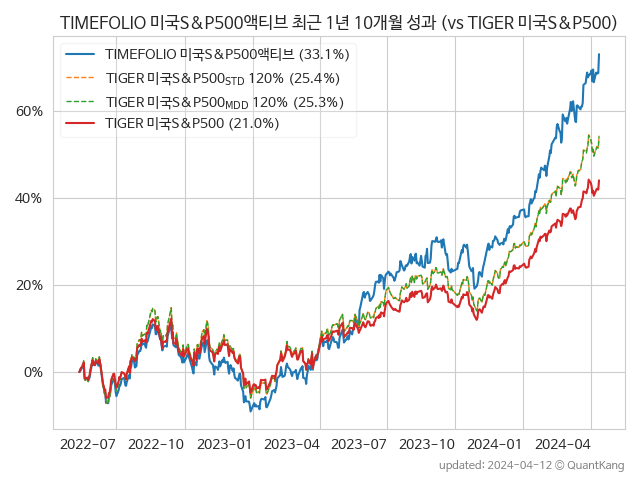 TIMEFOLIO 미국S&P500액티브 최근 1년 10개월 성과 (vs TIGER 미국S&P500)
TIMEFOLIO 미국S&P500액티브 (33.1%)
TIGER 미국S&P500STD 120% (25.4%)
TIGER 미국S&P500MDD 120% (25.3%)
TIGER 미국S&P500 (21.0%)
60%
40%
20%
0%
2022-07 2022-10 2023-01 2023-04 2023-07 2023-10 2024-01 2024-04
updated: 2024-04-12 © QuantKang